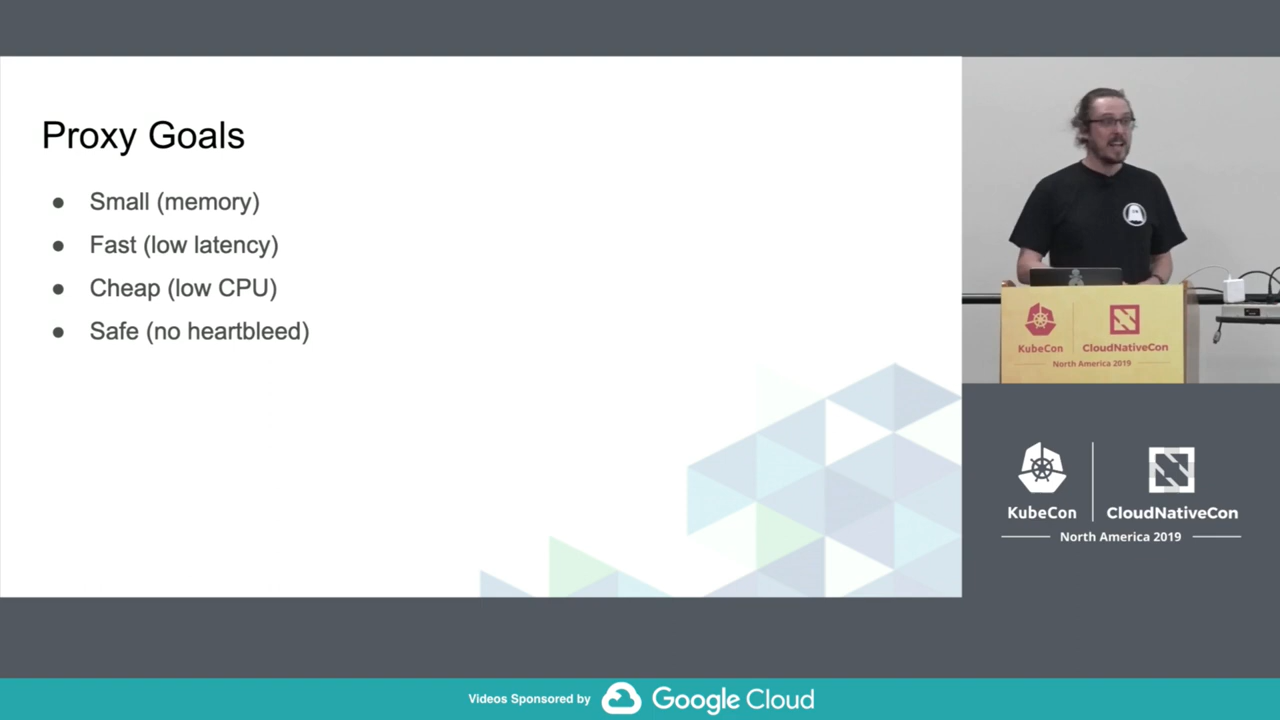 Proxy Goals
● Small (memory)
● Fast (low latency)
● Cheap (low CPU)
● Safe (no heartbleed)
KubeCon
CloudNativeCon
North America 2019
KubeCon
CloudNativeCon
North America 2019
Videos Sponsored by Google Cloud